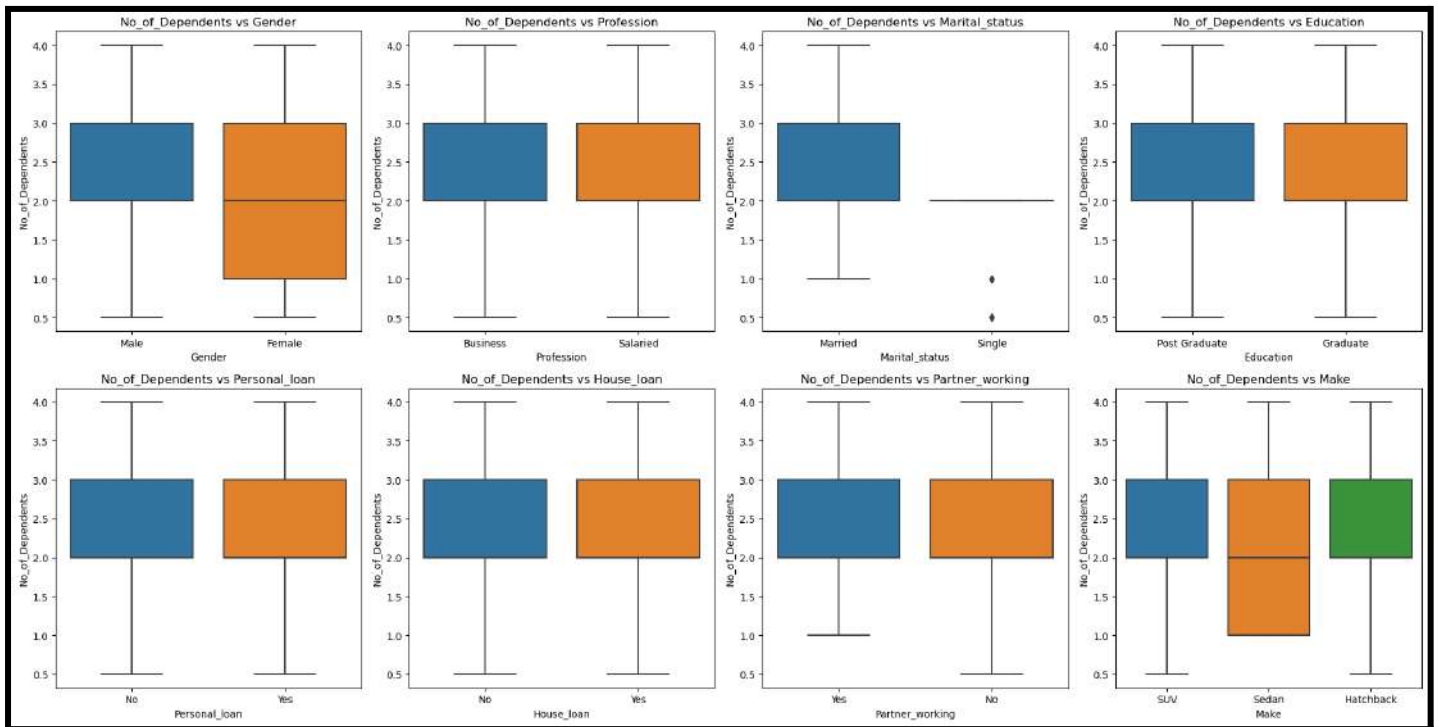 No_of_Dependents vs Gender
No_of_Dependents
4.0
3.5
3.0
2.5
2.0
1.5
1.0
0.5
Male Female
Gender
No_of_Dependents vs Profession
No_of_Dependents
4.0
3.5
3.0
2.5
2.0
1.5
1.0
0.5
Business Salaried
Profession
No_of_Dependents vs Marital_status
No_of_Dependents
4.0
3.5
3.0
2.5
2.0
1.5
1.0
0.5
Married Single
Marital_status
No_of_Dependents vs Education
No_of_Dependents
4.0
3.5
3.0
2.5
2.0
1.5
1.0
0.5
Post Graduate Graduate
Education
No_of_Dependents vs Personal_loan
No_of_Dependents
4.0
3.5
3.0
2.5
2.0
1.5
1.0
0.5
No Yes
Personal_loan
No_of_Dependents vs House_loan
No_of_Dependents
4.0
3.5
3.0
2.5
2.0
1.5
1.0
0.5
No Yes
House_loan
No_of_Dependents vs Partner_working
No_of_Dependents
4.0
3.5
3.0
2.5
2.0
1.5
1.0
0.5
Yes No
Partner_working
No_of_Dependents vs Make
No_of_Dependents
4.0
3.5
3.0
2.5
2.0
1.5
1.0
0.5
SUV Sedan Hatchback
Make